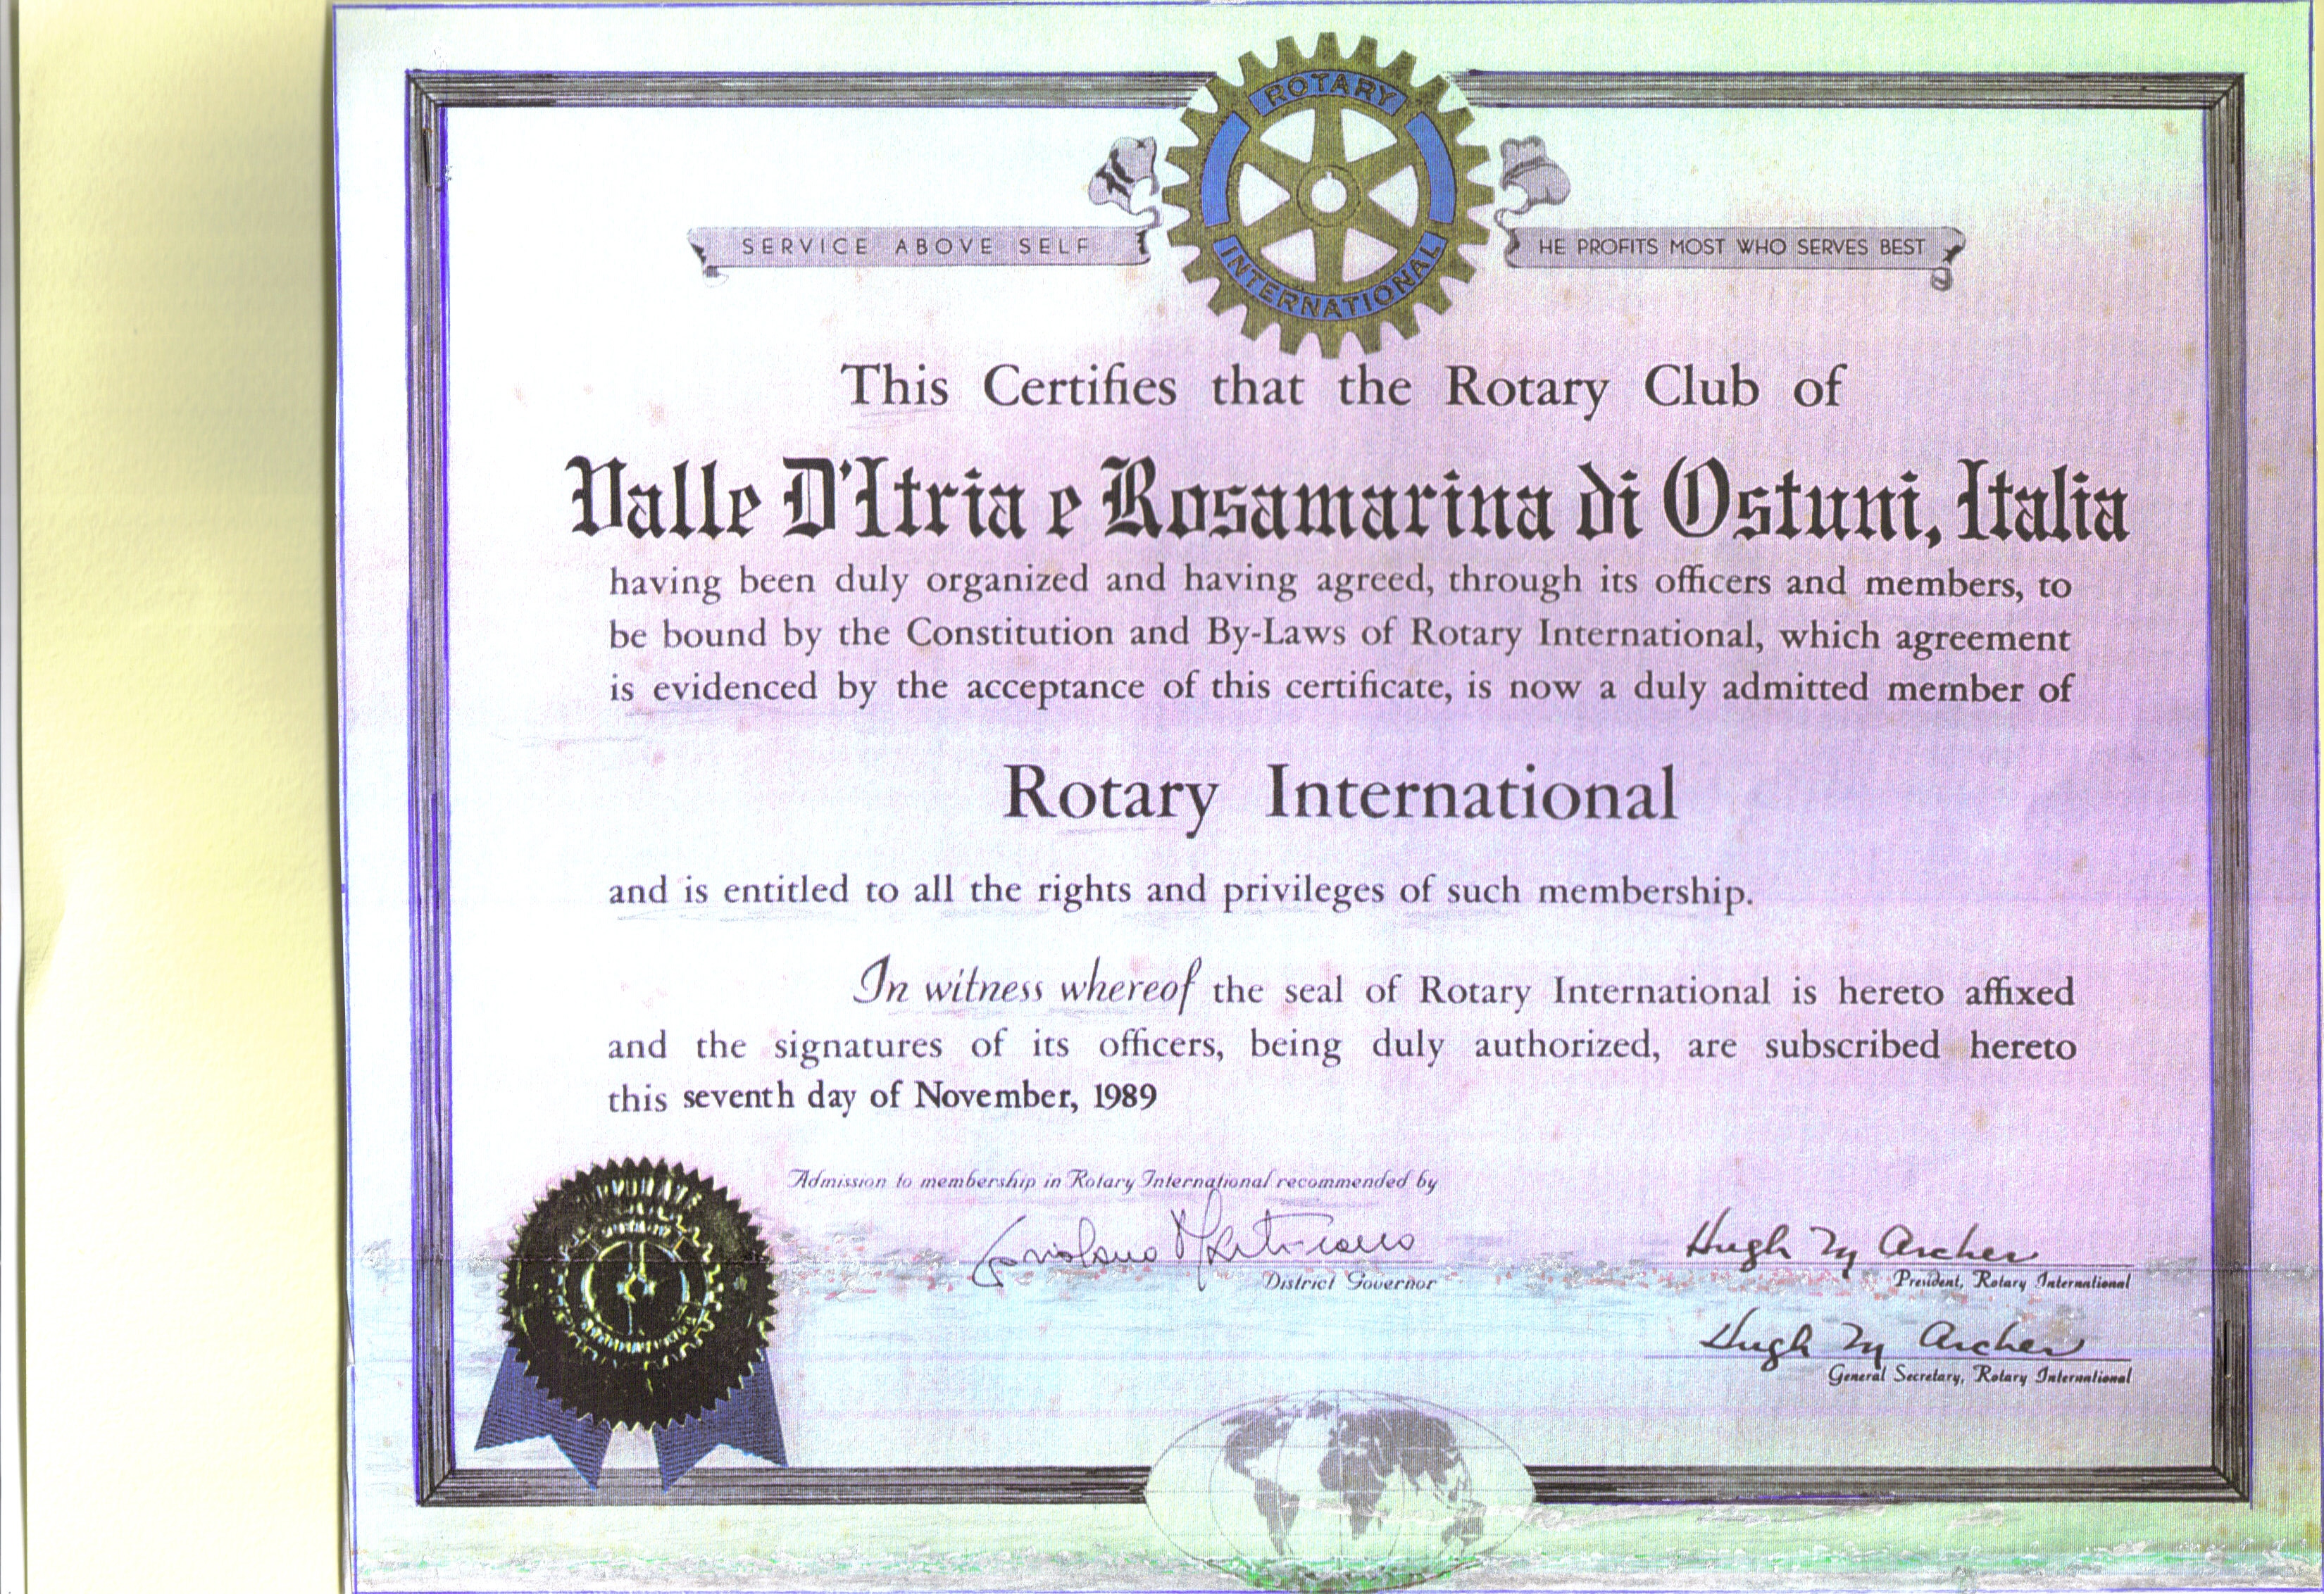 ROTARY
INTERNATIONAL
SERVICE ABOVE SELF
HE PROFITS MOST WHO SERVES BEST
This Certifies that the Rotary Club of
Valle D'Itria e Rosamarina di Ostuni, Italia
having been duly organized and having agreed, through its officers and members, to
be bound by the Constitution and By-Laws of Rotary International, which agreement
is evidenced by the acceptance of this certificate, is now a duly admitted member of
Rotary International
and is entitled to all the rights and privileges of such membership.
In witness whereof the seal of Rotary International is hereto affixed
and the signatures of its officers, being duly authorized, are subscribed hereto
this seventh day of November, 1989
Admission to membership in Rotary International recommended by
District Governor
Hugh M Archer
President, Rotary International
Hugh M Archer
General Secretary, Rotary International